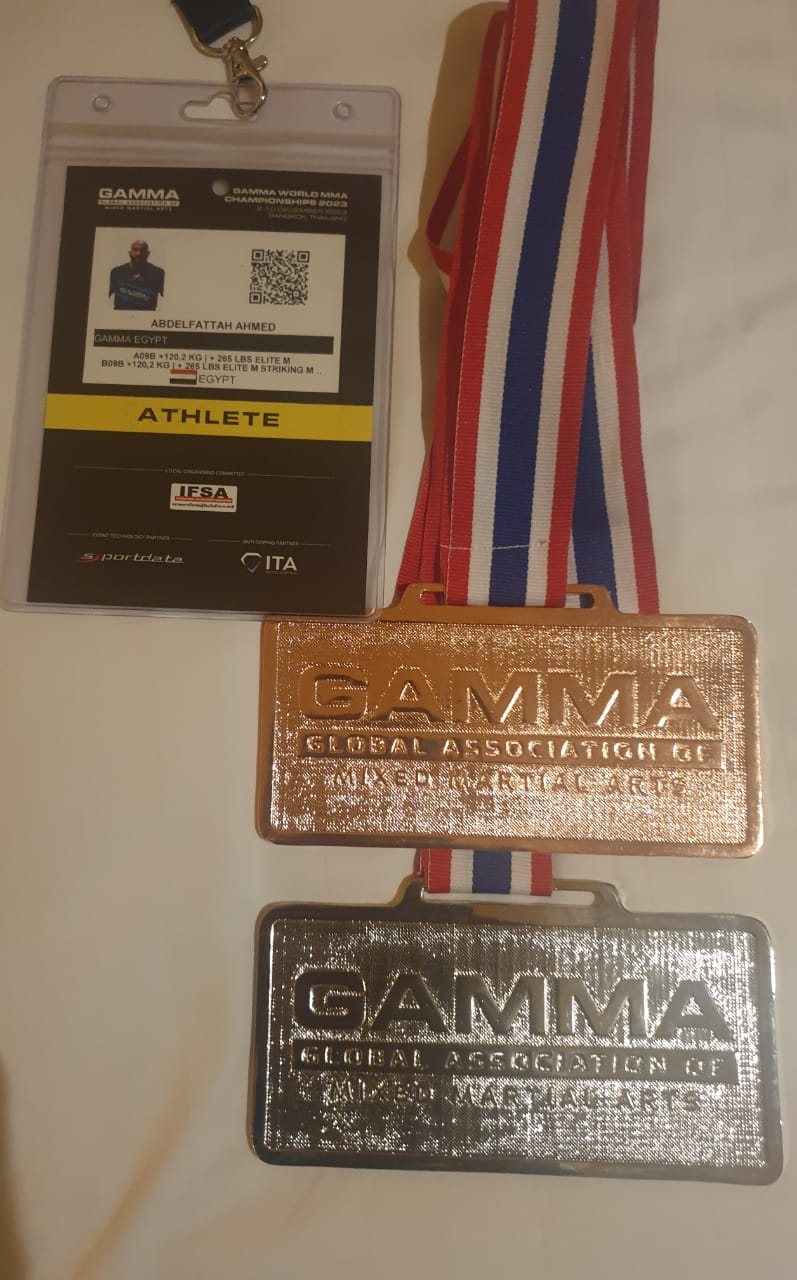 GAMMA
GLOBAL ASSOCIATION OF
MIXED MARTIAL ARTS
GAMMA WORLD MMA
CHAMPIONSHIPS 2023
DECEMBER 2023
BANGKOK, THAILAND
ABDELFATTAH AHMED
GAMMA EGYPT
A09B +120,2 KG | + 265 LBS ELITE M
B09B +120,2 KG | + 265 LBS ELITE M STRIKING M ..
EGYPT
ATHLETE
LOCAL ORGANISING COMMITTEE
IFSA
EVENT TECHNOLOGY PARTNER
ANTI-DOPING PARTNER
sportdata
ITA
GAMMA
GLOBAL ASSOCIATION OF
MIXED MARTIAL ARTS
GAMMA
GLOBAL ASSOCIATION OF
MIXED MARTIAL ARTS